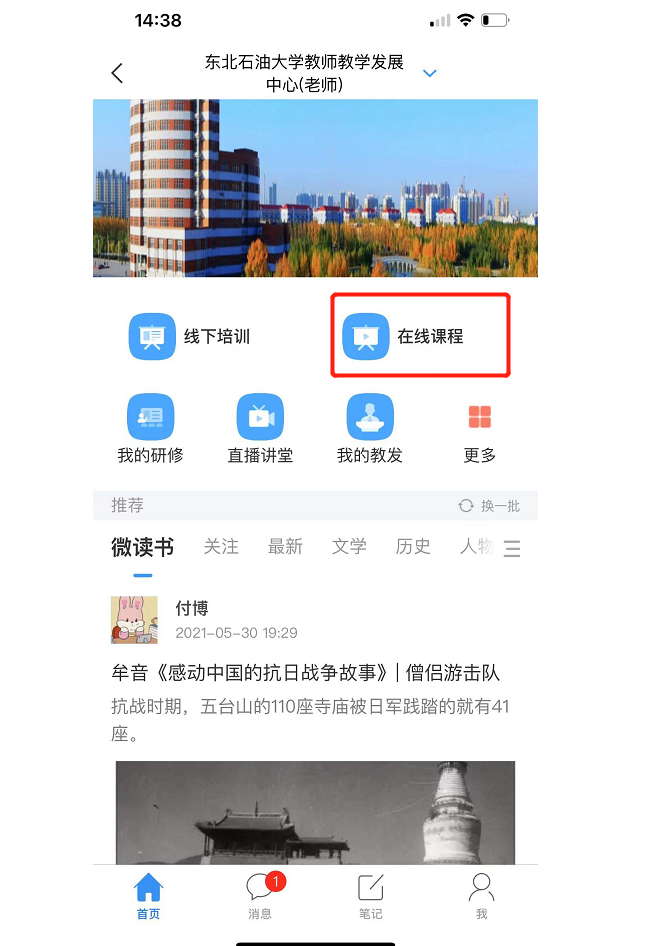 14:38
东北石油大学教师教学发展
中心(老师)
线下培训
在线课程
我的研修
直播讲堂
我的教发
更多
推荐
换一批
微读书 关注 最新 文学 历史 人物
付博
2021-05-30 19:29
牟音《感动中国的抗日战争故事》| 僧侣游击队
抗战时期，五台山的110座寺庙被日军践踏的就有41
座。
1
首页
消息
笔记
我